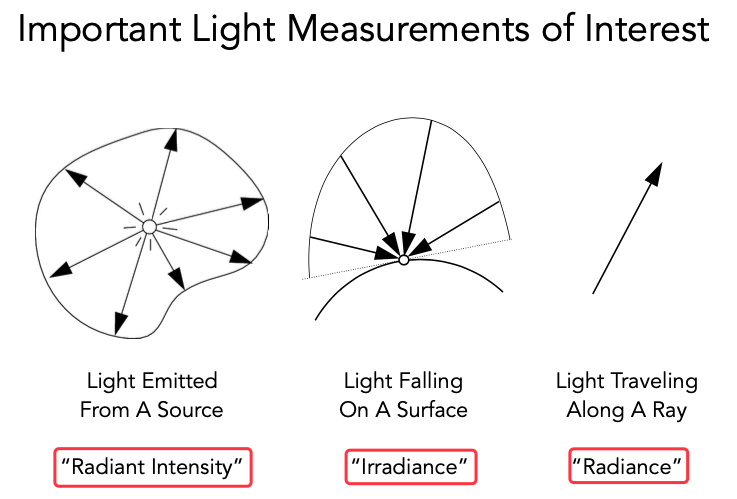 Important Light Measurements of Interest
Light Emitted
From A Source
"Radiant Intensity"
Light Falling
On A Surface
"Irradiance"
Light Traveling
Along A Ray
"Radiance"